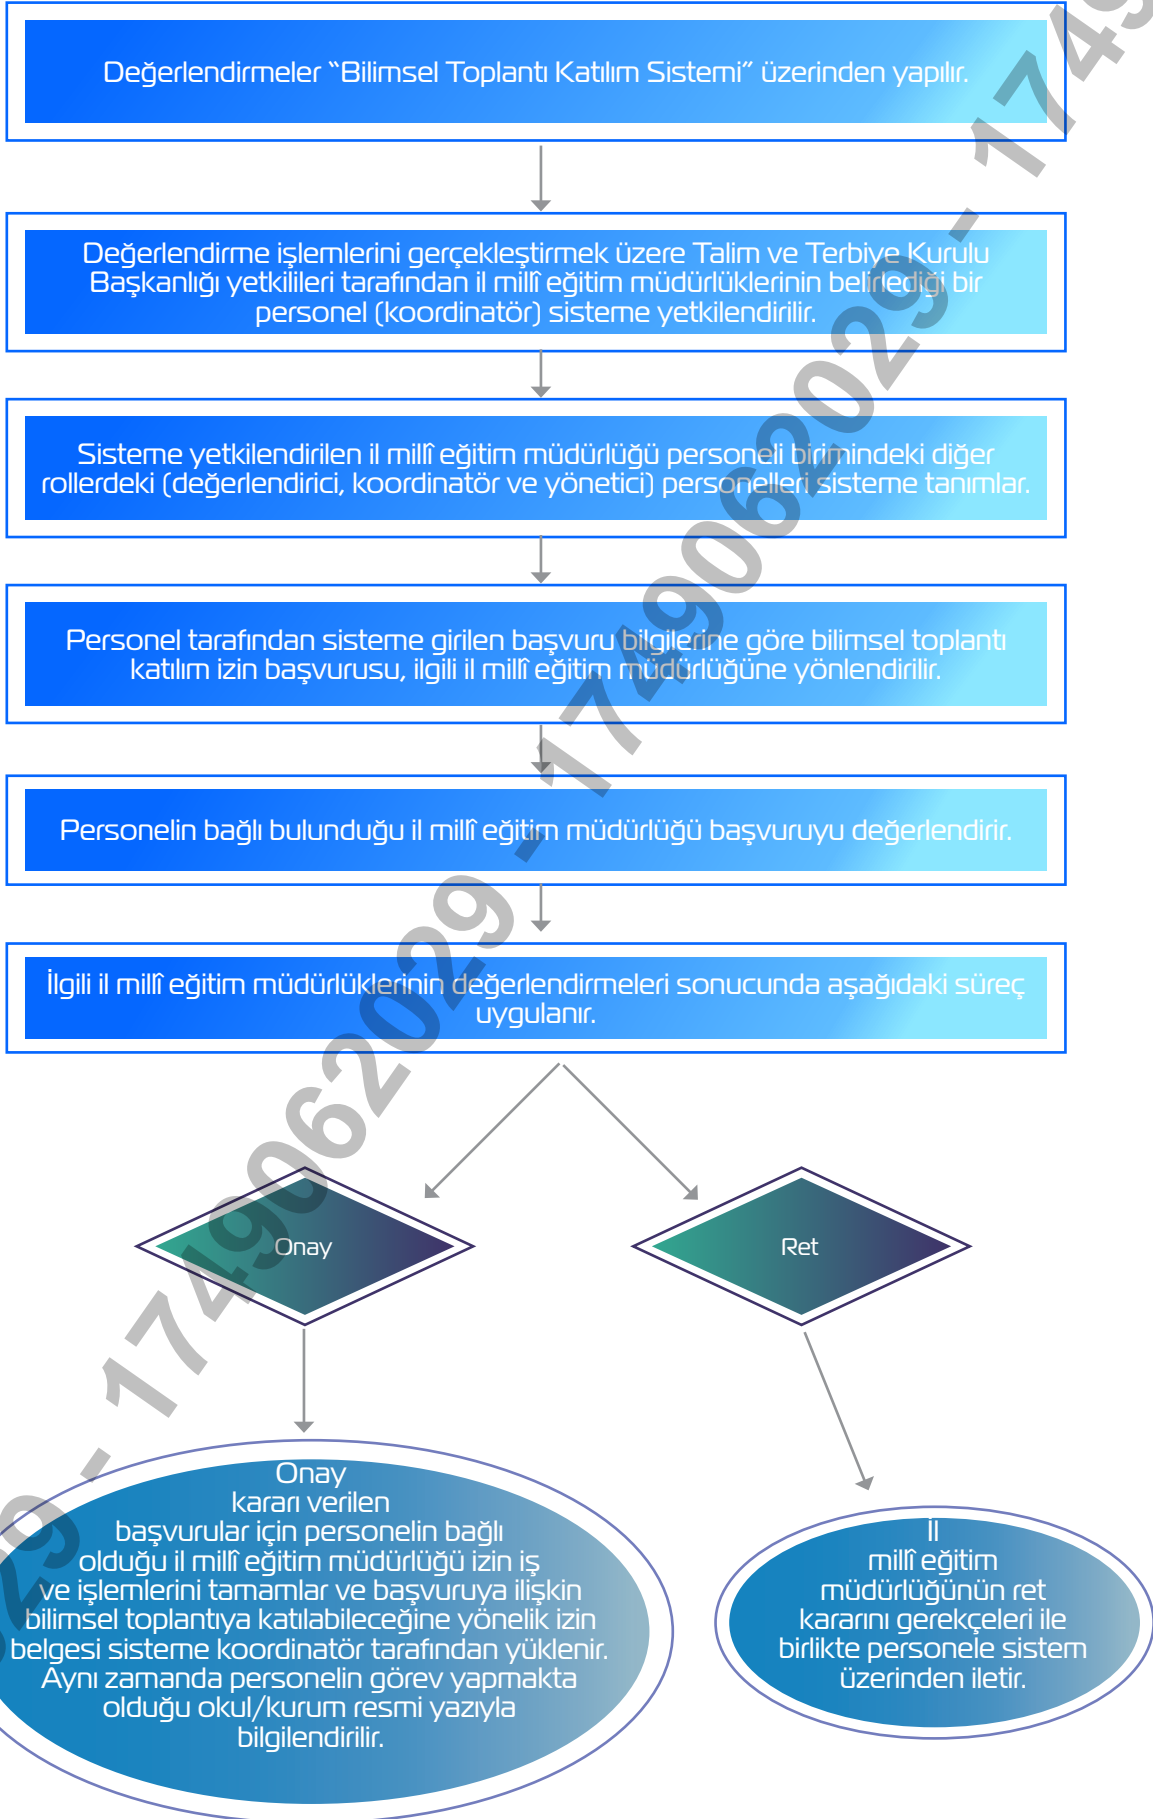 Değerlendirmeler “Bilimsel Toplantı Katılım Sistemi” üzerinden yapılır.
Değerlendirme işlemlerini gerçekleştirmek üzere Talim ve Terbiye Kurulu
Başkanlığı yetkilileri tarafından il millî eğitim müdürlüklerinin belirlediği bir
personel (koordinatör) sisteme yetkilendirilir.
Sisteme yetkilendirilen il millî eğitim müdürlüğü personeli birimindeki diğer
rollerdeki (değerlendirici, koordinatör ve yönetici) personelleri sisteme tanımlar.
Personel tarafından sisteme girilen başvuru bilgilerine göre bilimsel toplantı
katılım izin başvurusu, ilgili il millî eğitim müdürlüğüne yönlendirilir.
Personelin bağlı bulunduğu il millî eğitim müdürlüğü başvuruyu değerlendirir.
İlgili il millî eğitim müdürlüklerinin değerlendirmeleri sonucunda aşağıdaki süreç
uygulanır.
Onay
Ret
Onay
kararı verilen
başvurular için personelin bağlı
olduğu il millî eğitim müdürlüğü izin iş
ve işlemlerini tamamlar ve başvuruya ilişkin
bilimsel toplantıya katılabileceğine yönelik izin
belgesi sisteme koordinatör tarafından yüklenir.
Aynı zamanda personelin görev yapmakta
olduğu okul/kurum resmi yazıyla
bilgilendirilir.
İl
millî eğitim
müdürlüğünün ret
kararını gerekçeleri ile
birlikte personele sistem
üzerinden iletir.
29 - 1749062029 - 1749062029 - 1749